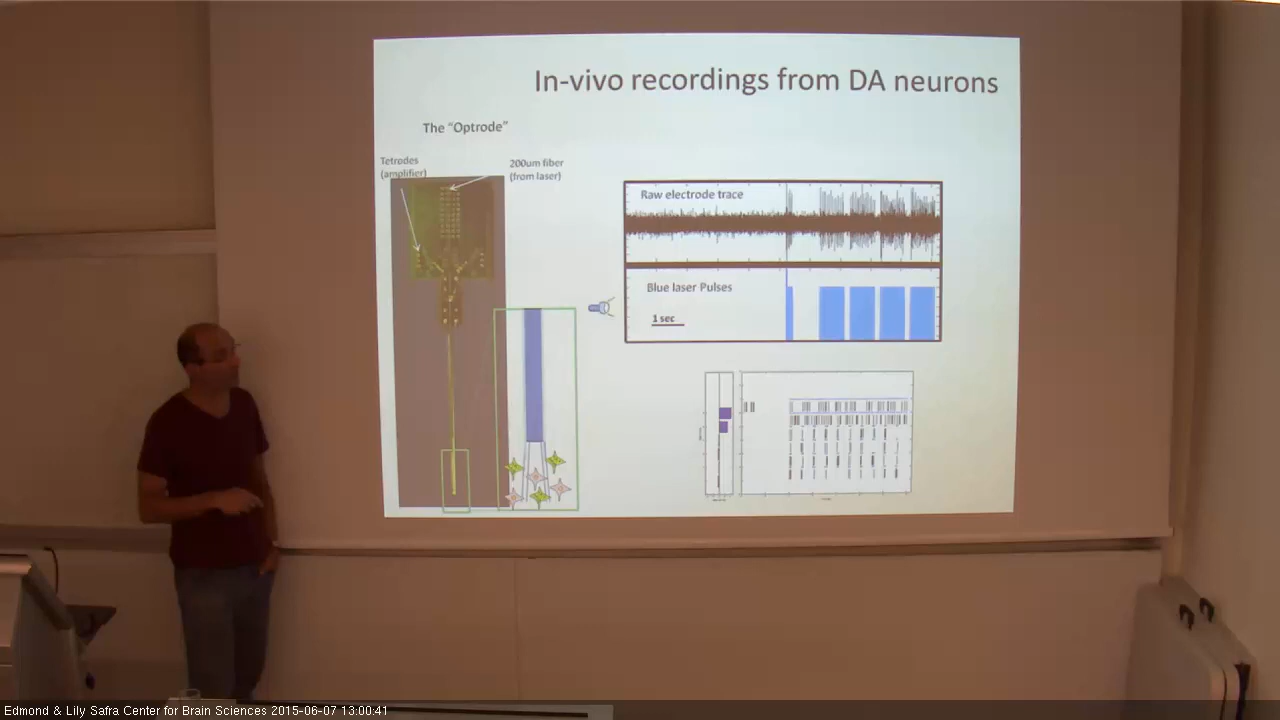 In-vivo recordings from DA neurons
The “Optrode”
Tetrodes
(amplifier)
200um fiber
(from laser)
Raw electrode trace
Blue laser Pulses
1 sec
Edmond & Lily Safra Center for Brain Sciences 2015-06-07 13:00:41